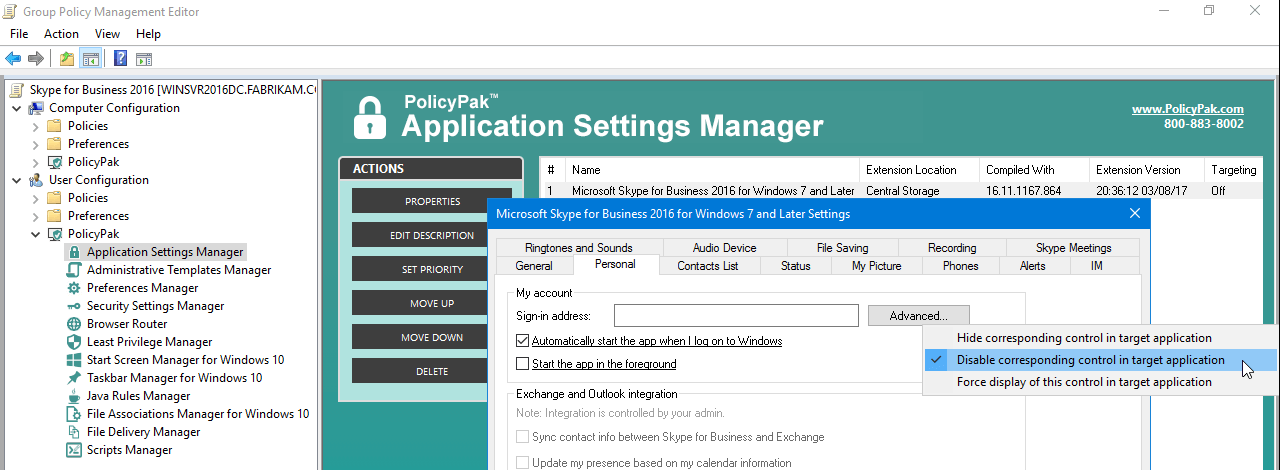 Group Policy Management Editor
File Action View Help
Skype for Business 2016 [WINSVR2016DC.FABRIKAM.C
Computer Configuration
Policies
Preferences
PolicyPak
User Configuration
Policies
Preferences
PolicyPak
Application Settings Manager
Administrative Templates Manager
Preferences Manager
Security Settings Manager
Browser Router
Least Privilege Manager
Start Screen Manager for Windows 10
Taskbar Manager for Windows 10
Java Rules Manager
File Associations Manager for Windows 10
File Delivery Manager
Scripts Manager
PolicyPak™
Application Settings Manager
www.PolicyPak.com
800-883-8002
ACTIONS
PROPERTIES
EDIT DESCRIPTION
SET PRIORITY
MOVE UP
MOVE DOWN
DELETE
# Name Extension Location Compiled With Extension Version Targeting
1 Microsoft Skype for Business 2016 for Windows 7 and Later Central Storage 16.11.1167.864 20:36:12 03/08/17 Off
Microsoft Skype for Business 2016 for Windows 7 and Later Settings
Ringtones and Sounds Audio Device File Saving Recording Skype Meetings
General Personal Contacts List Status My Picture Phones Alerts IM
My account
Sign-in address: Advanced...
Automatically start the app when I log on to Windows
Start the app in the foreground
Exchange and Outlook integration
Note: Integration is controlled by your admin.
Sync contact info between Skype for Business and Exchange
Update my presence based on my calendar information
Hide corresponding control in target application
Disable corresponding control in target application
Force display of this control in target application